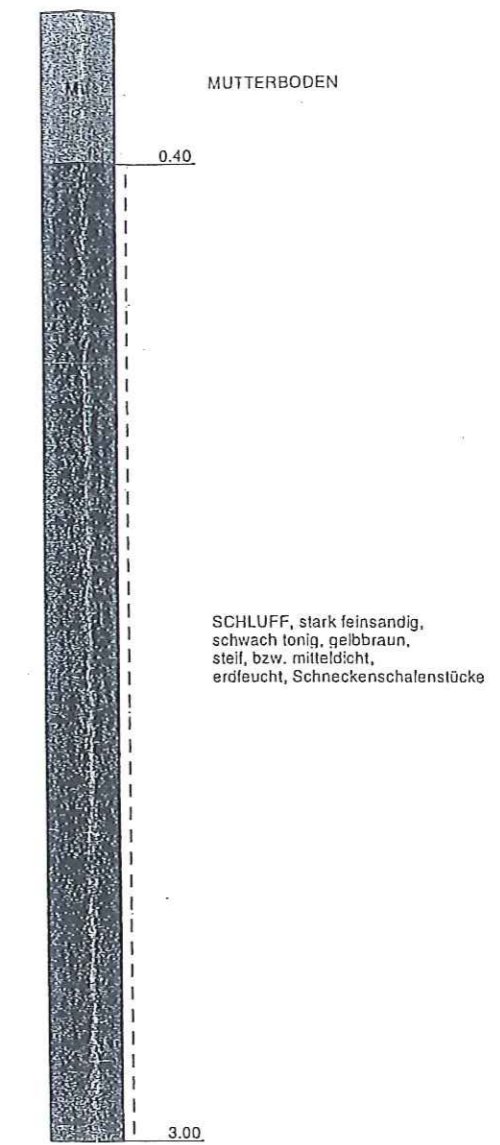 MUTTERBODEN
Mu
0.40
SCHLUFF, stark feinsandig,
schwach tonig, gelbbraun,
steif, bzw. mitteldicht,
erdfeucht, Schneckenschalenstücke
3.00